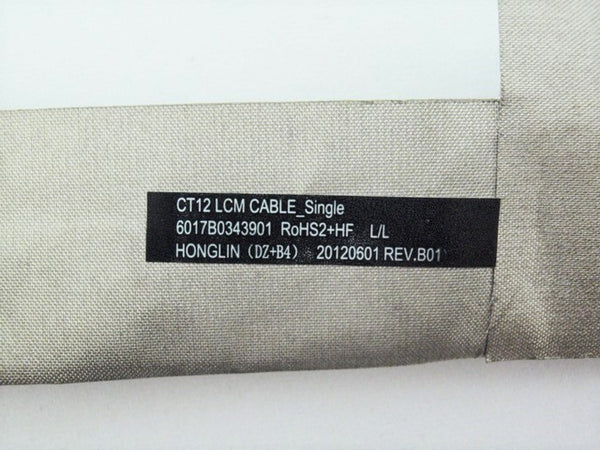 CT12 LCM CABLE_Single
6017B0343901 RoHS2+HF L/L
HONGLIN (DZ+B4) 20120601 REV.B01